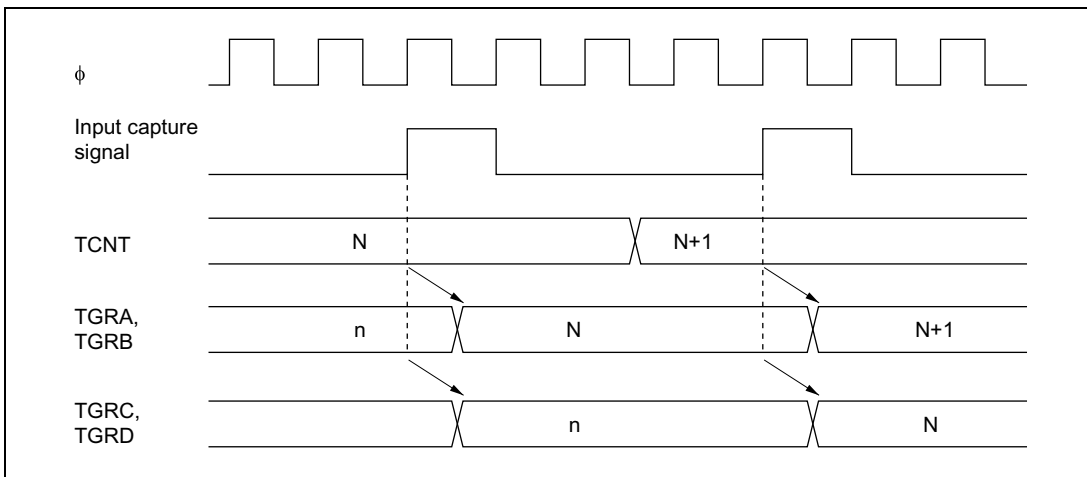 ϕ
Input capture
signal
TCNT
N
N+1
TGRA,
TGRB
n
N
N+1
TGRC,
TGRD
n
N